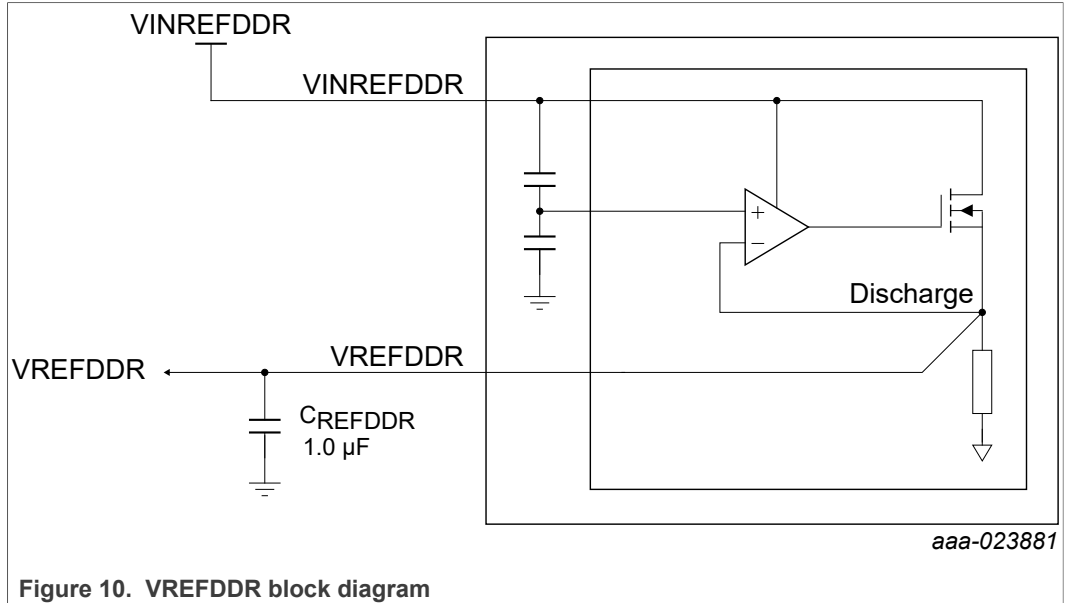 VINREFDDR
VINREFDDR
+
−
Discharge
VREFDDR
VREFDDR
CREFDDR
1.0 µF
aaa-023881
Figure 10. VREFDDR block diagram